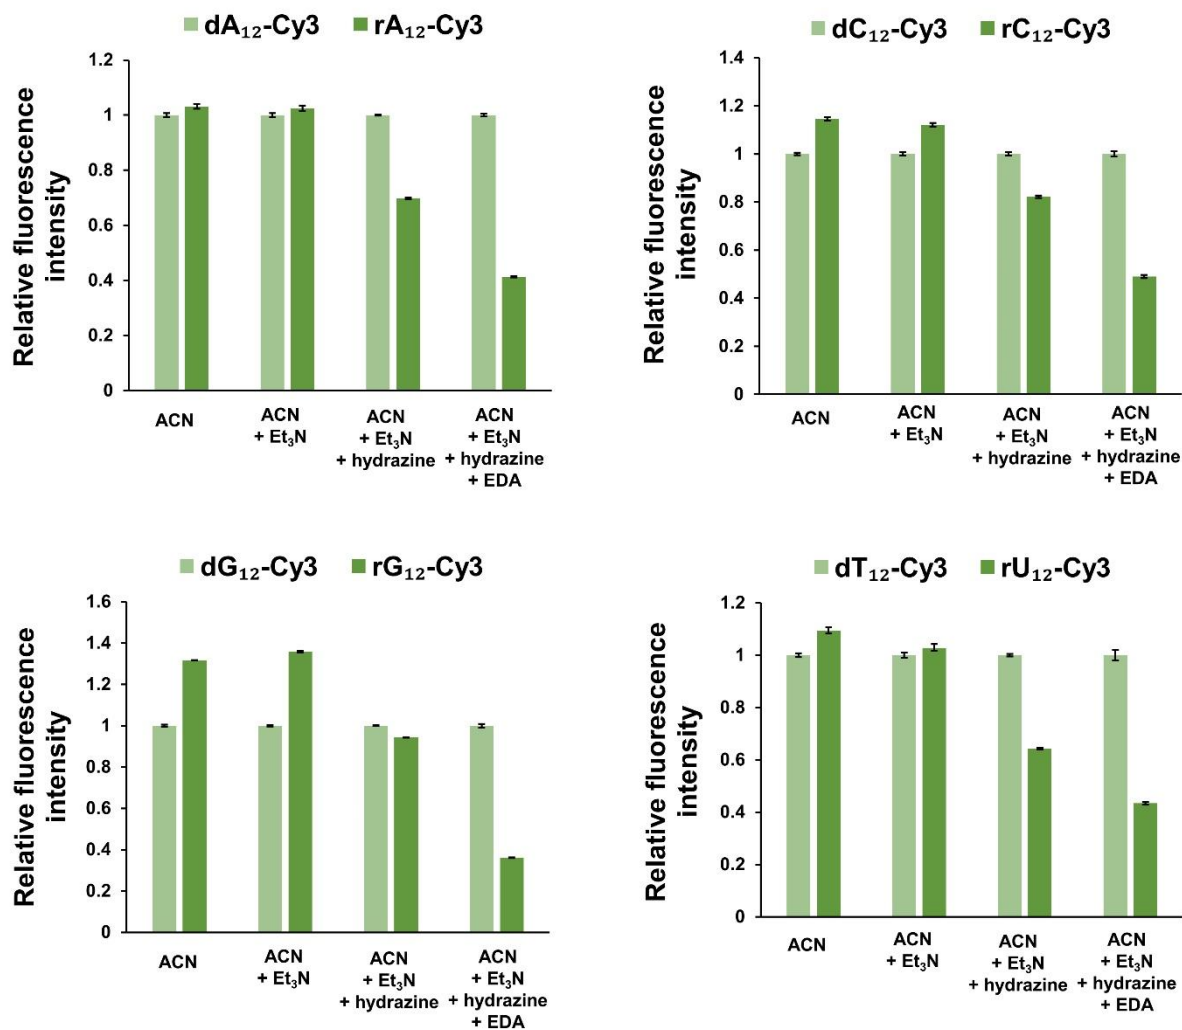 dA₁₂-Cy3 rA₁₂-Cy3
Relative fluorescence
intensity
1.2
1
0.8
0.6
0.4
0.2
0
ACN
ACN
+ Et₃N
ACN
+ Et₃N
+ hydrazine
ACN
+ Et₃N
+ hydrazine
+ EDA
dC₁₂-Cy3 rC₁₂-Cy3
Relative fluorescence
intensity
1.4
1.2
1
0.8
0.6
0.4
0.2
0
ACN
ACN
+ Et₃N
ACN
+ Et₃N
+ hydrazine
ACN
+ Et₃N
+ hydrazine
+ EDA
dG₁₂-Cy3 rG₁₂-Cy3
Relative fluorescence
intensity
1.6
1.4
1.2
1
0.8
0.6
0.4
0.2
0
ACN
ACN
+ Et₃N
ACN
+ Et₃N
+ hydrazine
ACN
+ Et₃N
+ hydrazine
+ EDA
dT₁₂-Cy3 rU₁₂-Cy3
Relative fluorescence
intensity
1.2
1
0.8
0.6
0.4
0.2
0
ACN
ACN
+ Et₃N
ACN
+ Et₃N
+ hydrazine
ACN
+ Et₃N
+ hydrazine
+ EDA